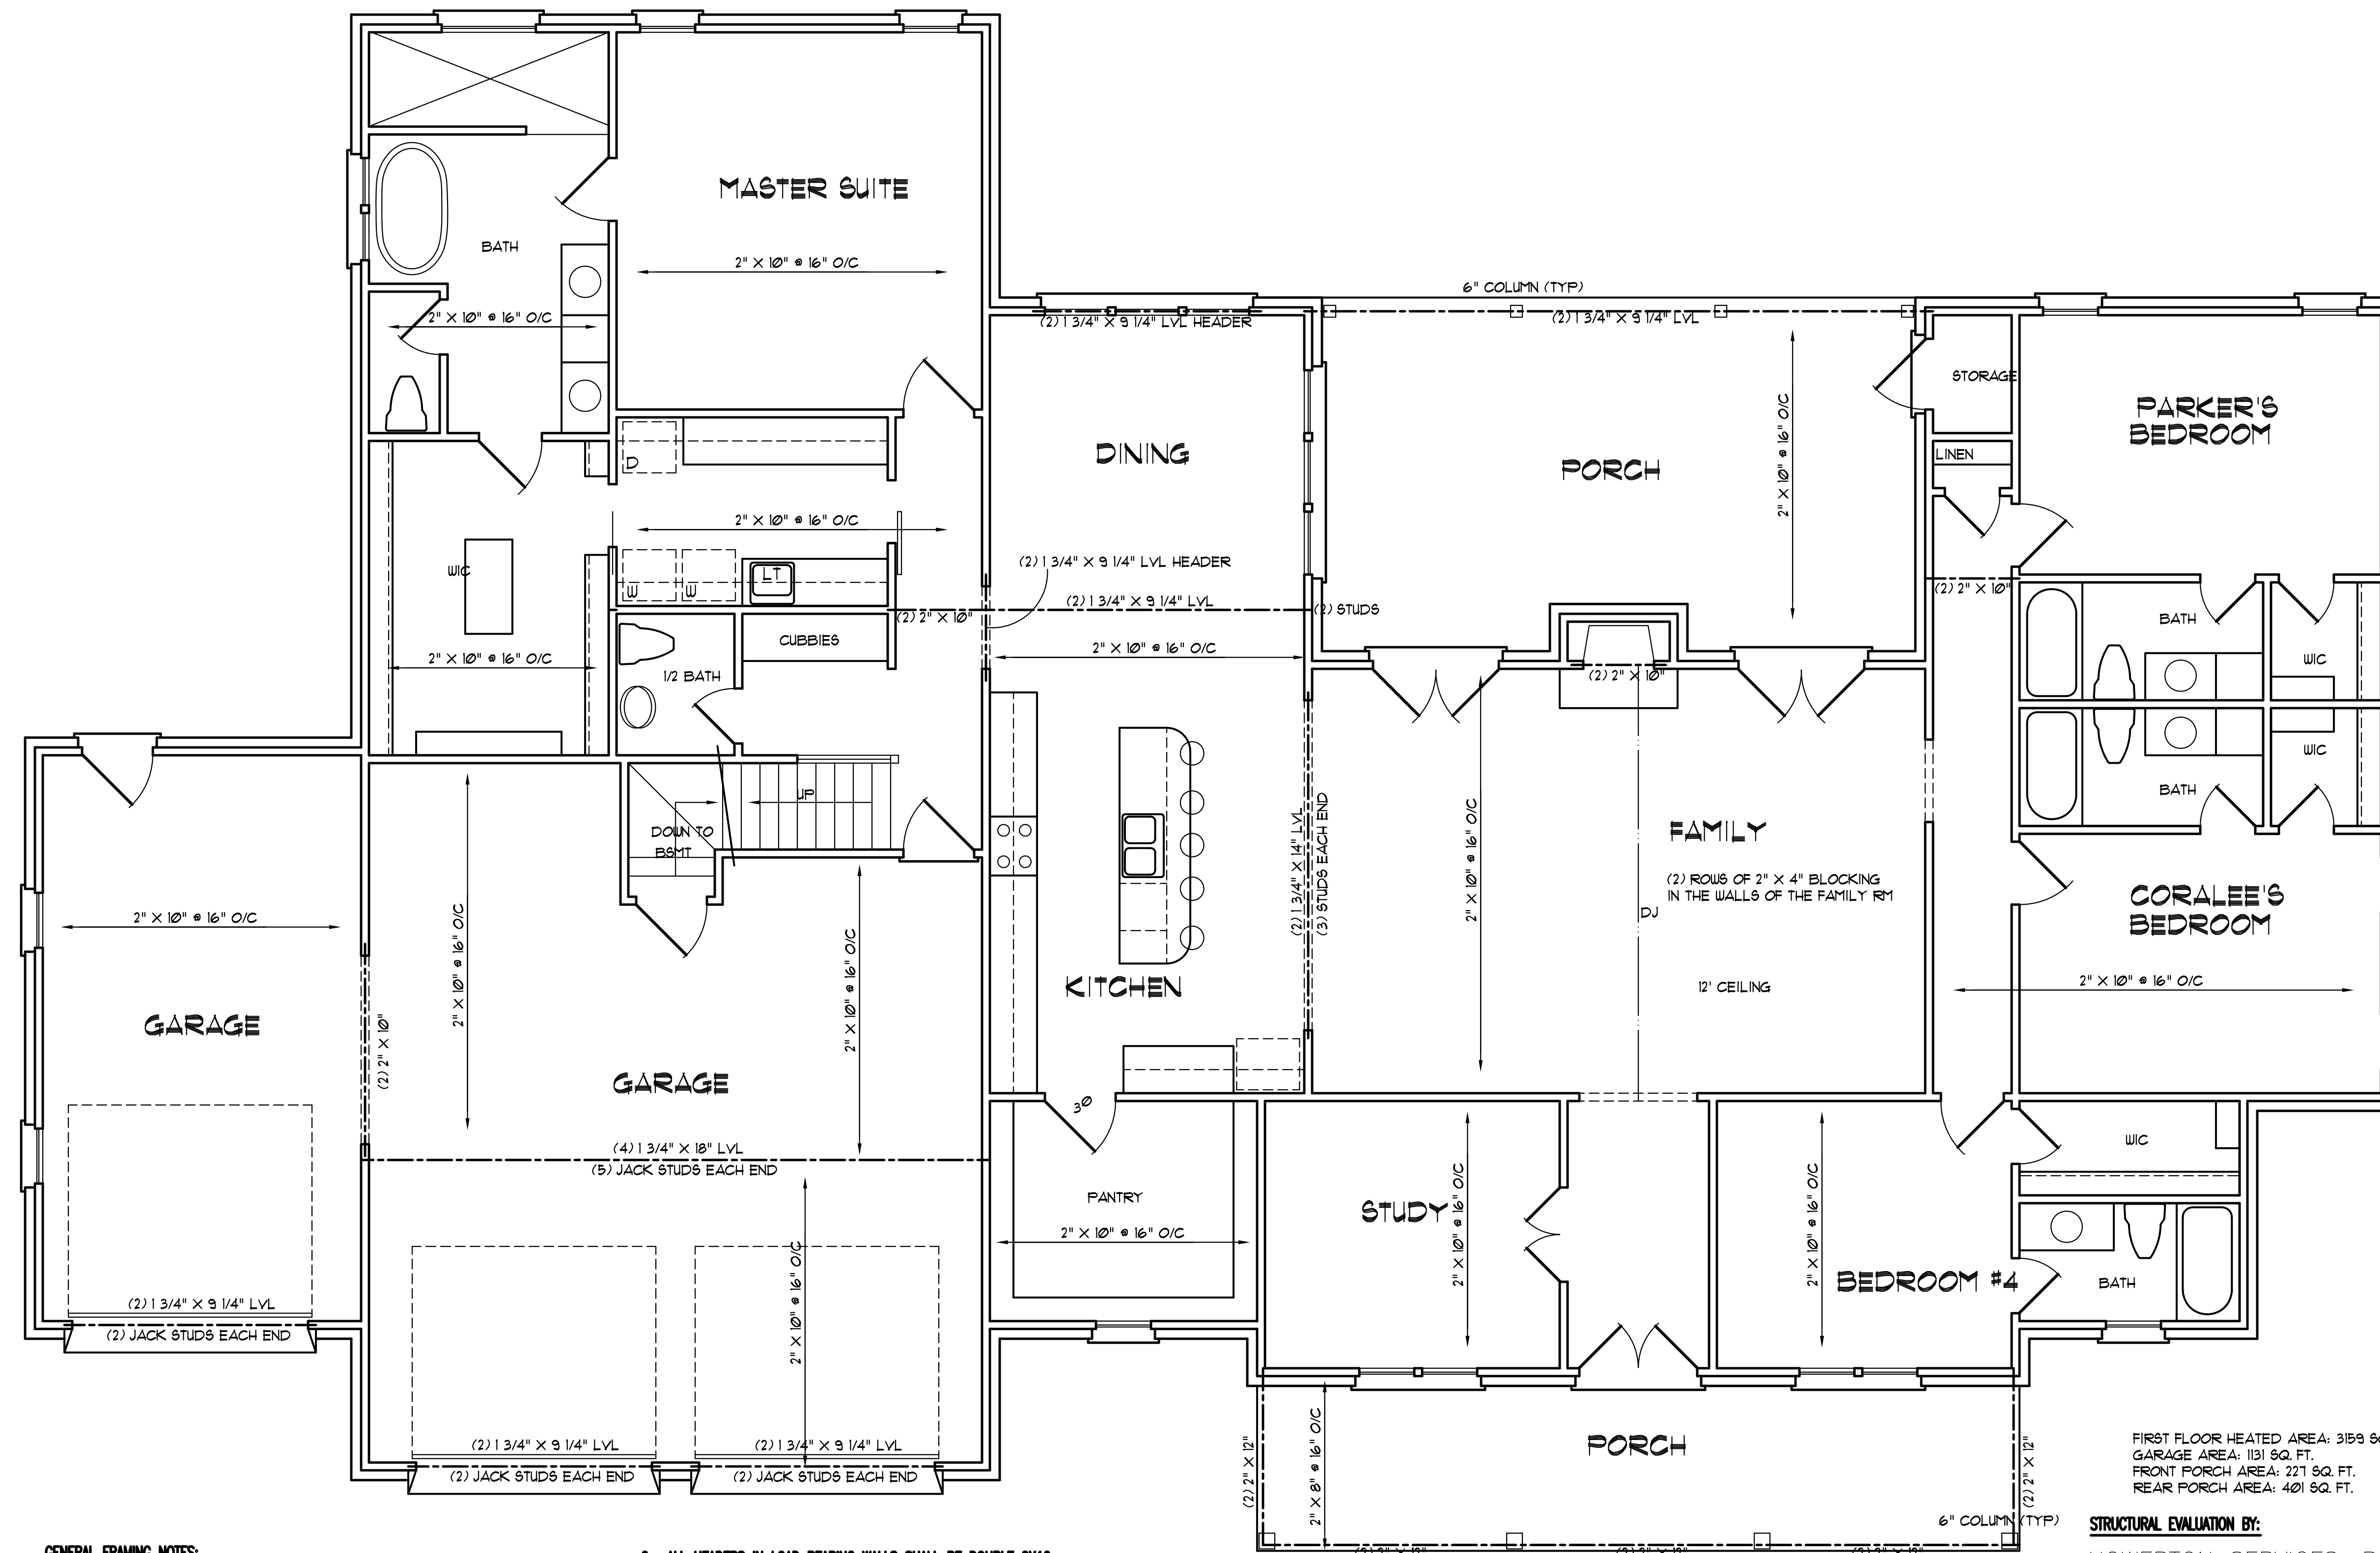 MASTER SUITE
BATH
2" X 10" @ 16" O/C
2" X 10" @ 16" O/C
6" COLUMN (TYP)
(2) 1 3/4" X 9 1/4" LVL HEADER
(2) 1 3/4" X 9 1/4" LVL
STORAGE
PARKER'S
BEDROOM
DINING
PORCH
2" X 10" @ 16" O/C
LINEN
D
2" X 10" @ 16" O/C
WIC
W
W
LT
(2) 1 3/4" X 9 1/4" LVL HEADER
(2) 1 3/4" X 9 1/4" LVL
(2) STUDS
(2) 2" X 10"
(2) 2" X 10"
CUBBIES
BATH
2" X 10" @ 16" O/C
2" X 10" @ 16" O/C
WIC
1/2 BATH
(2) 2" X 10"
WIC
BATH
UP
DOWN TO
BSMT
(2) 1 3/4" X 14" LVL
(3) STUDS EACH END
2" X 10" @ 16" O/C
FAMILY
(2) ROWS OF 2" X 4" BLOCKING
IN THE WALLS OF THE FAMILY RM
DJ
CORALEE'S
BEDROOM
2" X 10" @ 16" O/C
2" X 10" @ 16" O/C
2" X 10" @ 16" O/C
KITCHEN
12' CEILING
2" X 10" @ 16" O/C
GARAGE
(2) 2" X 10"
GARAGE
30
(4) 1 3/4" X 18" LVL
(5) JACK STUDS EACH END
WIC
PANTRY
STUDY
2" X 10" @ 16" O/C
2" X 10" @ 16" O/C
2" X 10" @ 16" O/C
2" X 10" @ 16" O/C
BEDROOM #4
BATH
(2) 1 3/4" X 9 1/4" LVL
(2) JACK STUDS EACH END
(2) 1 3/4" X 9 1/4" LVL
(2) JACK STUDS EACH END
(2) 1 3/4" X 9 1/4" LVL
(2) JACK STUDS EACH END
PORCH
(2) 2" X 12"
2" X 8" @ 16" O/C
(2) 2" X 12"
6" COLUMN (TYP)
FIRST FLOOR HEATED AREA: 3159
GARAGE AREA: 1131 SQ. FT.
FRONT PORCH AREA: 227 SQ. FT.
REAR PORCH AREA: 401 SQ. FT.
STRUCTURAL EVALUATION BY:
GENERAL FRAMING NOTES: